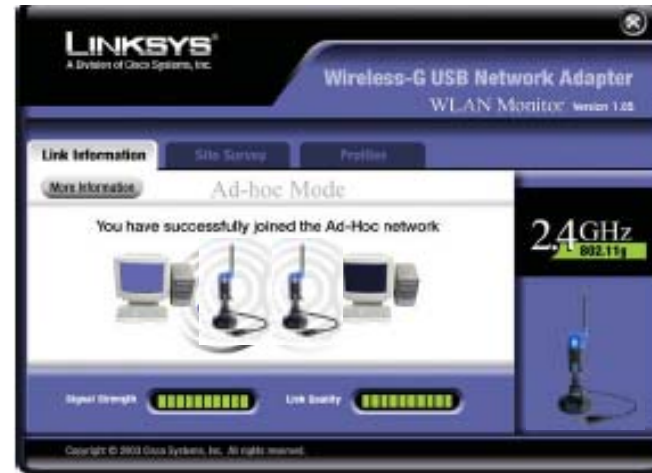 LINKSYS®
A Division of Cisco Systems, Inc.
Wireless-G USB Network Adapter
WLAN Monitor Version 1.05
Link Information
Site Survey
Profiles
More Information
Ad-hoc Mode
You have successfully joined the Ad-Hoc network
2.4GHz
802.11g
Signal Strength
Link Quality
Copyright © 2003 Cisco Systems, Inc. All rights reserved.